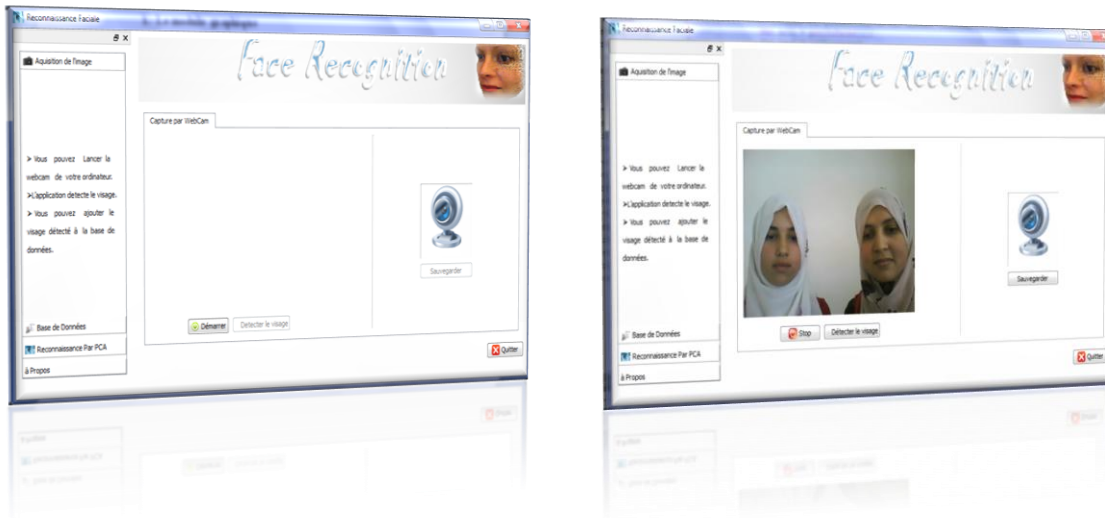 Reconnaissance Faciale
Face Recognition
Aquisition de l'image
Capture par WebCam
➢ Vous pouvez Lancer la
webcam de votre ordinateur.
➢L'application detecte le visage.
➢ Vous pouvez ajouter le
visage détecté à la base de
données.
Sauvegarder
Démarrer
Detecter le visage
Base de Données
Reconnaissance Par PCA
à Propos
Quitter
Reconnaissance Faciale
Face Recognition
Aquisition de l'image
Capture par WebCam
➢ Vous pouvez Lancer la
webcam de votre ordinateur.
➢L'application detecte le visage.
➢ Vous pouvez ajouter le
visage détecté à la base de
données.
Sauvegarder
Stop
Détecter le visage
Base de Données
Reconnaissance Par PCA
à Propos
Quitter